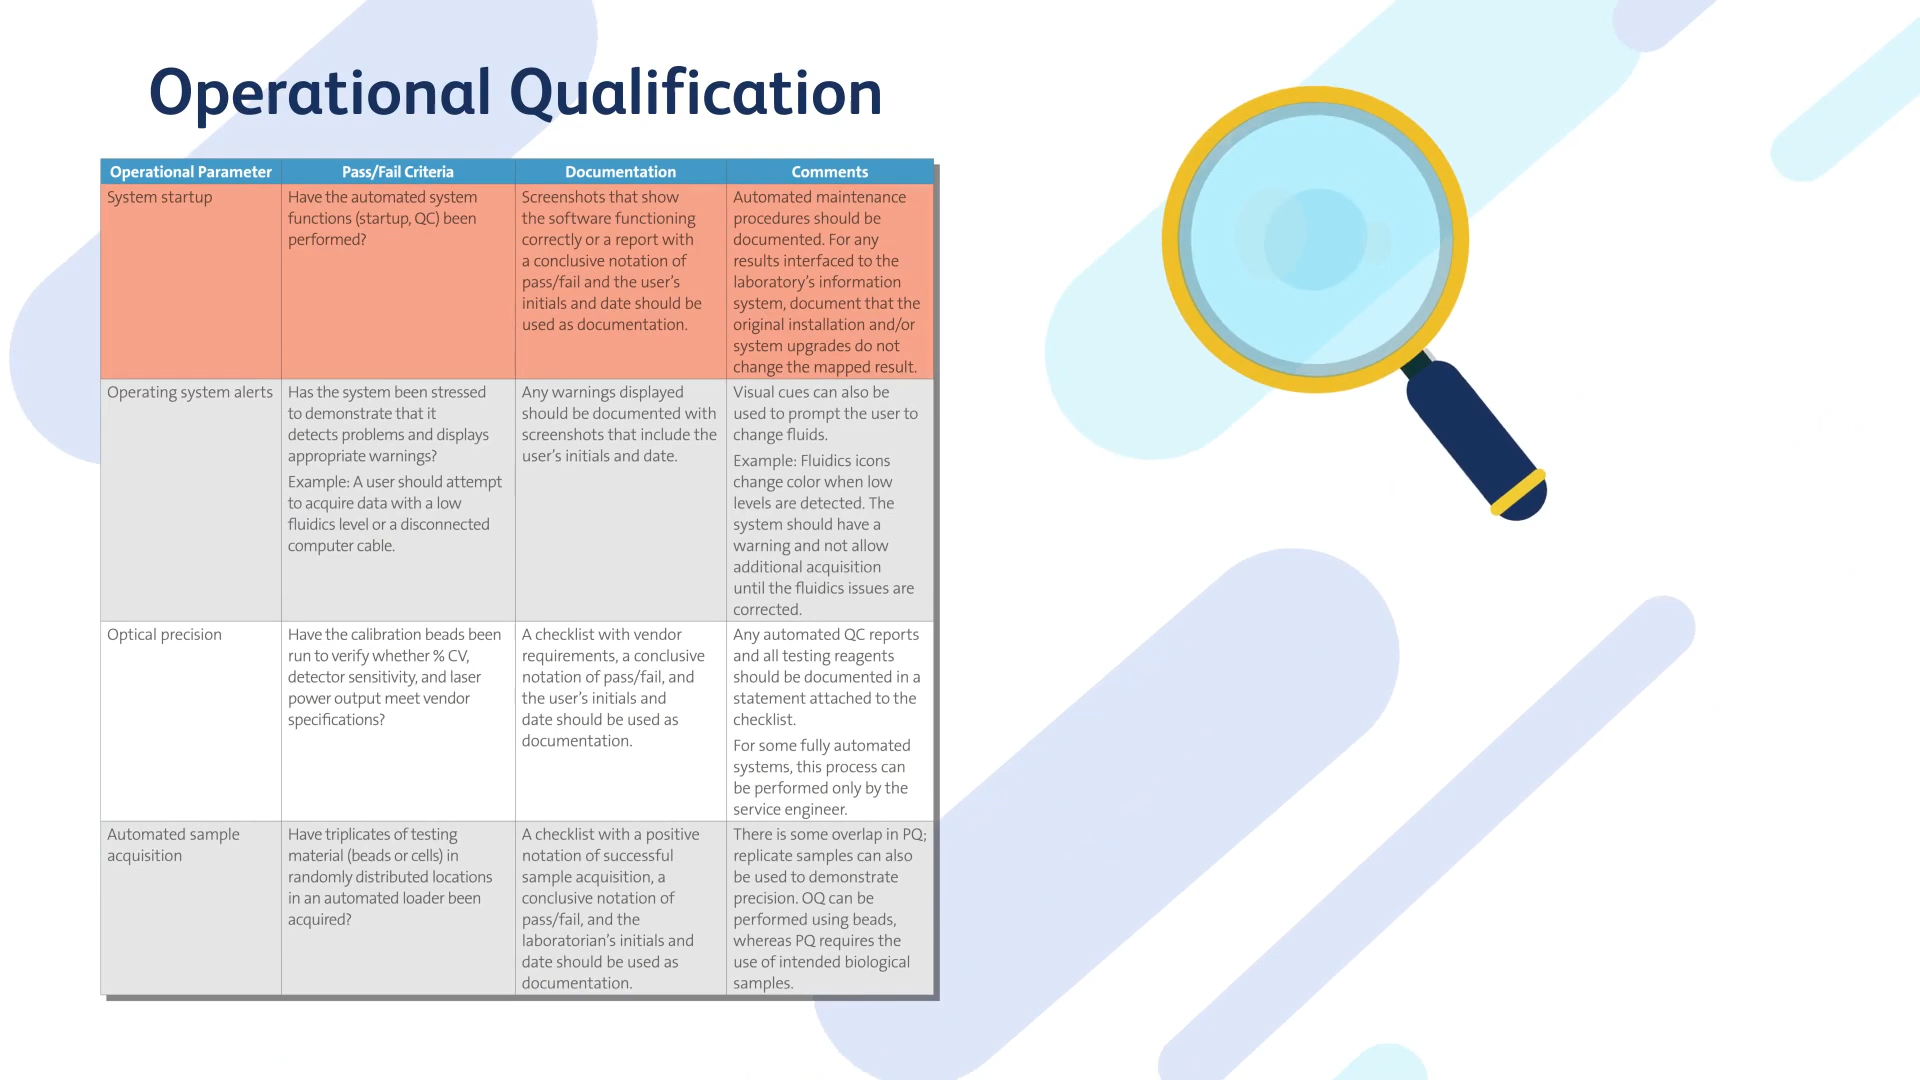 Operational Qualification
Operational Parameter
Pass/Fail Criteria
Documentation
Comments
System startup
Have the automated system
functions (startup, QC) been
performed?
Screenshots that show
the software functioning
correctly or a report with
a conclusive notation of
pass/fail and the user’s
initials and date should be
used as documentation.
Automated maintenance
procedures should be
documented. For any
results interfaced to the
laboratory’s information
system, document that the
original installation and/or
system upgrades do not
change the mapped result.
Operating system alerts
Has the system been stressed
to demonstrate that it
detects problems and displays
appropriate warnings?
Example: A user should attempt
to acquire data with a low
fluidics level or a disconnected
computer cable.
Any warnings displayed
should be documented with
screenshots that include the
user’s initials and date.
Visual cues can also be
used to prompt the user to
change fluids.
Example: Fluidics icons
change color when low
levels are detected. The
system should have a
warning and not allow
additional acquisition
until the fluidics issues are
corrected.
Optical precision
Have the calibration beads been
run to verify whether % CV,
detector sensitivity, and laser
power output meet vendor
specifications?
A checklist with vendor
requirements, a conclusive
notation of pass/fail, and
the user’s initials and
date should be used as
documentation.
Any automated QC reports
and all testing reagents
should be documented in a
statement attached to the
checklist.
For some fully automated
systems, this process can
be performed only by the
service engineer.
Automated sample
acquisition
Have triplicates of testing
material (beads or cells) in
randomly distributed locations
in an automated loader been
acquired?
A checklist with a positive
notation of successful
sample acquisition, a
conclusive notation of
pass/fail, and the
laboratorian’s initials and
date should be used as
documentation.
There is some overlap in PQ;
replicate samples can also
be used to demonstrate
precision. OQ can be
performed using beads,
whereas PQ requires the
use of intended biological
samples.